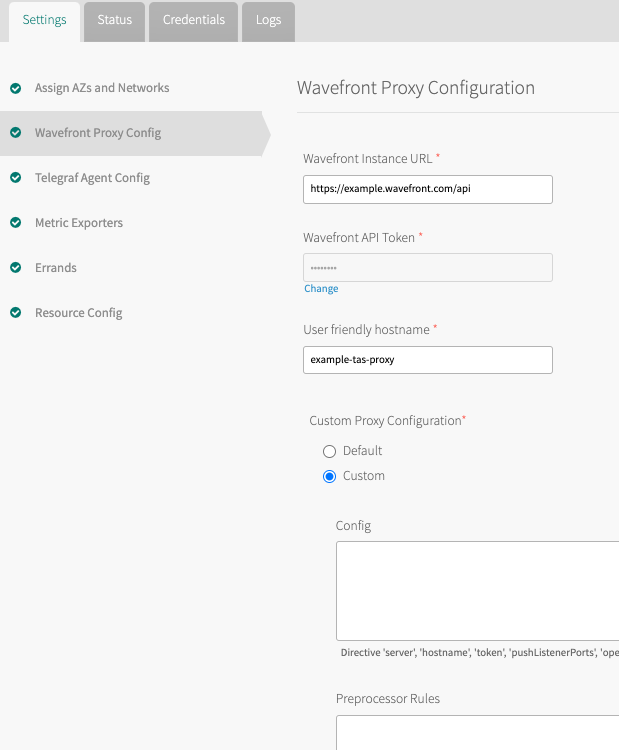 Settings
Status
Credentials
Logs
Assign AZs and Networks
Wavefront Proxy Config
Telegraf Agent Config
Metric Exporters
Errands
Resource Config
Wavefront Proxy Configuration
Wavefront Instance URL *
https://example.wavefront.com/api
Wavefront API Token *
••••••••
Change
User friendly hostname *
example-tas-proxy
Custom Proxy Configuration*
Default
Custom
Config
Directive 'server', 'hostname', 'token', 'pushListenerPorts', 'ope
Preprocessor Rules